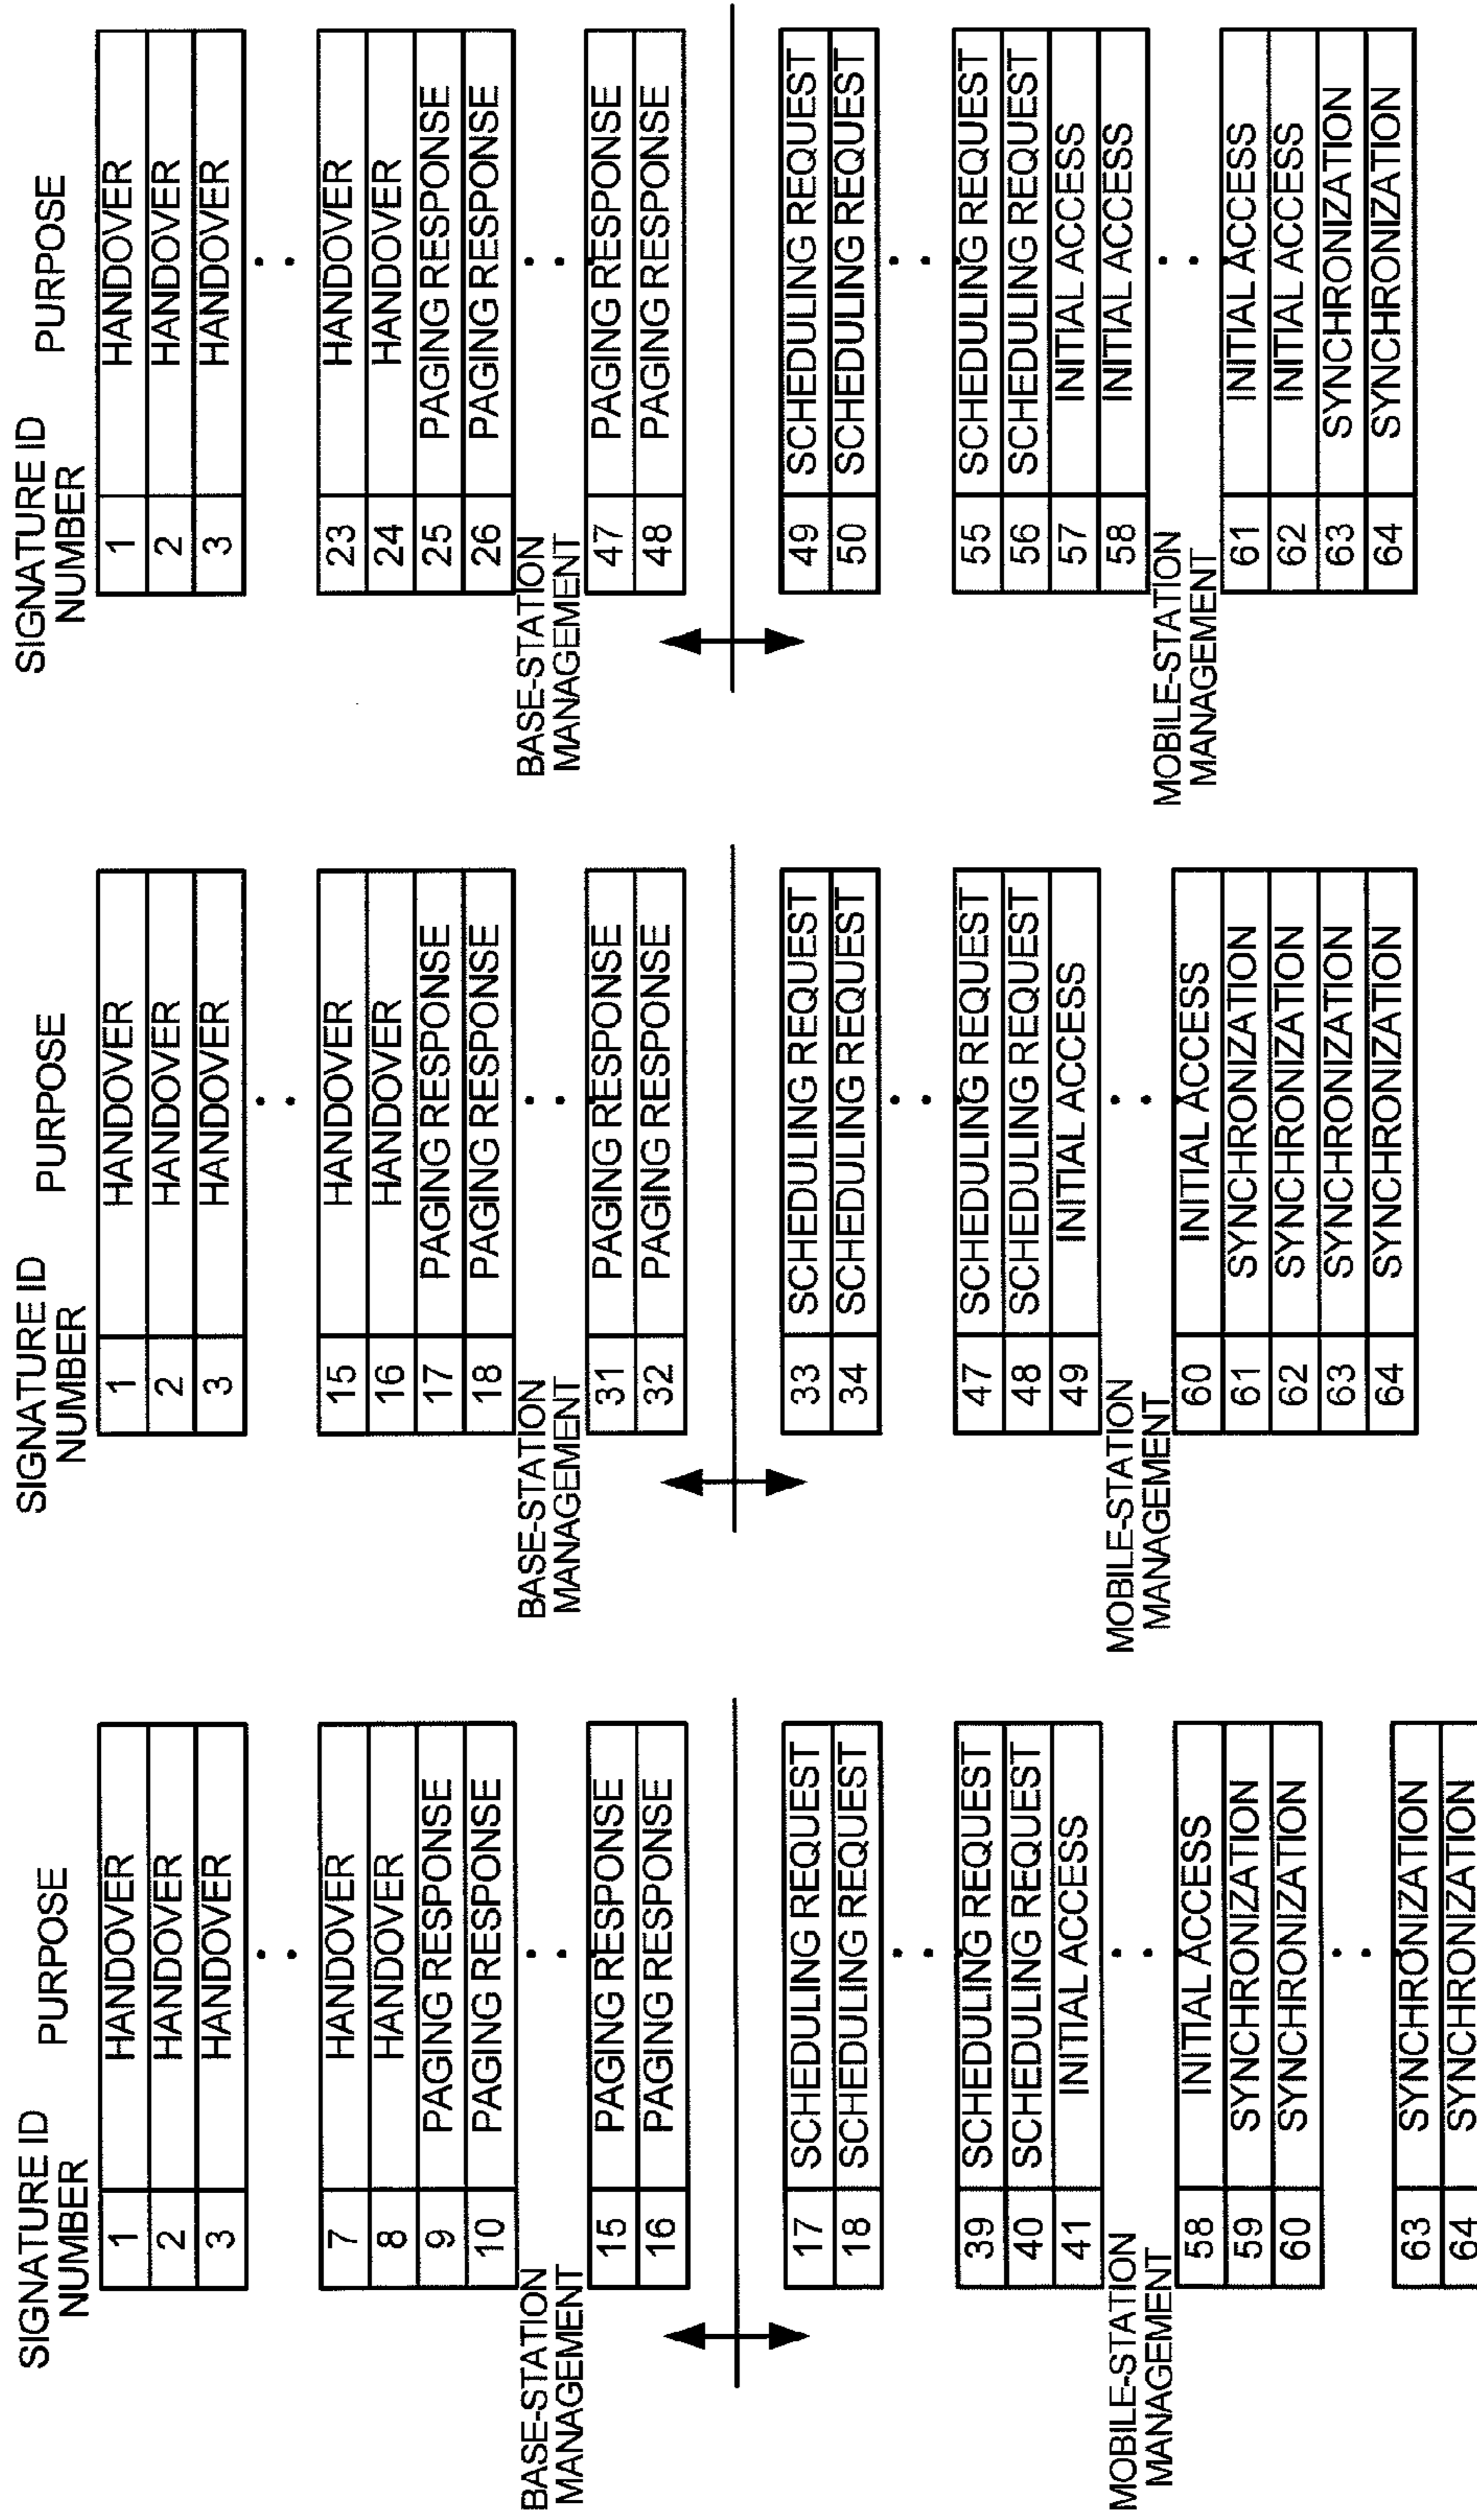 SIGNATURE ID
NUMBER
PURPOSE
1 HANDOVER
2 HANDOVER
3 HANDOVER
7 HANDOVER
8 HANDOVER
9 PAGING RESPONSE
10 PAGING RESPONSE
BASE-STATION
MANAGEMENT
15 PAGING RESPONSE
16 PAGING RESPONSE
17 SCHEDULING REQUEST
18 SCHEDULING REQUEST
39 SCHEDULING REQUEST
40 SCHEDULING REQUEST
41 INITIAL ACCESS
MOBILE-STATION
MANAGEMENT
58 INITIAL ACCESS
59 SYNCHRONIZATION
60 SYNCHRONIZATION
63 SYNCHRONIZATION
64 SYNCHRONIZATION
SIGNATURE ID
NUMBER
PURPOSE
1 HANDOVER
2 HANDOVER
3 HANDOVER
15 HANDOVER
16 HANDOVER
17 PAGING RESPONSE
18 PAGING RESPONSE
BASE-STATION
MANAGEMENT
31 PAGING RESPONSE
32 PAGING RESPONSE
33 SCHEDULING REQUEST
34 SCHEDULING REQUEST
47 SCHEDULING REQUEST
48 SCHEDULING REQUEST
49 INITIAL ACCESS
MOBILE-STATION
MANAGEMENT
60 INITIAL ACCESS
61 SYNCHRONIZATION
62 SYNCHRONIZATION
63 SYNCHRONIZATION
64 SYNCHRONIZATION
SIGNATURE ID
NUMBER
PURPOSE
1 HANDOVER
2 HANDOVER
3 HANDOVER
23 HANDOVER
24 HANDOVER
25 PAGING RESPONSE
26 PAGING RESPONSE
BASE-STATION
MANAGEMENT
47 PAGING RESPONSE
48 PAGING RESPONSE
49 SCHEDULING REQUEST
50 SCHEDULING REQUEST
55 SCHEDULING REQUEST
56 SCHEDULING REQUEST
57 INITIAL ACCESS
58 INITIAL ACCESS
MOBILE-STATION
MANAGEMENT
61 INITIAL ACCESS
62 INITIAL ACCESS
63 SYNCHRONIZATION
64 SYNCHRONIZATION